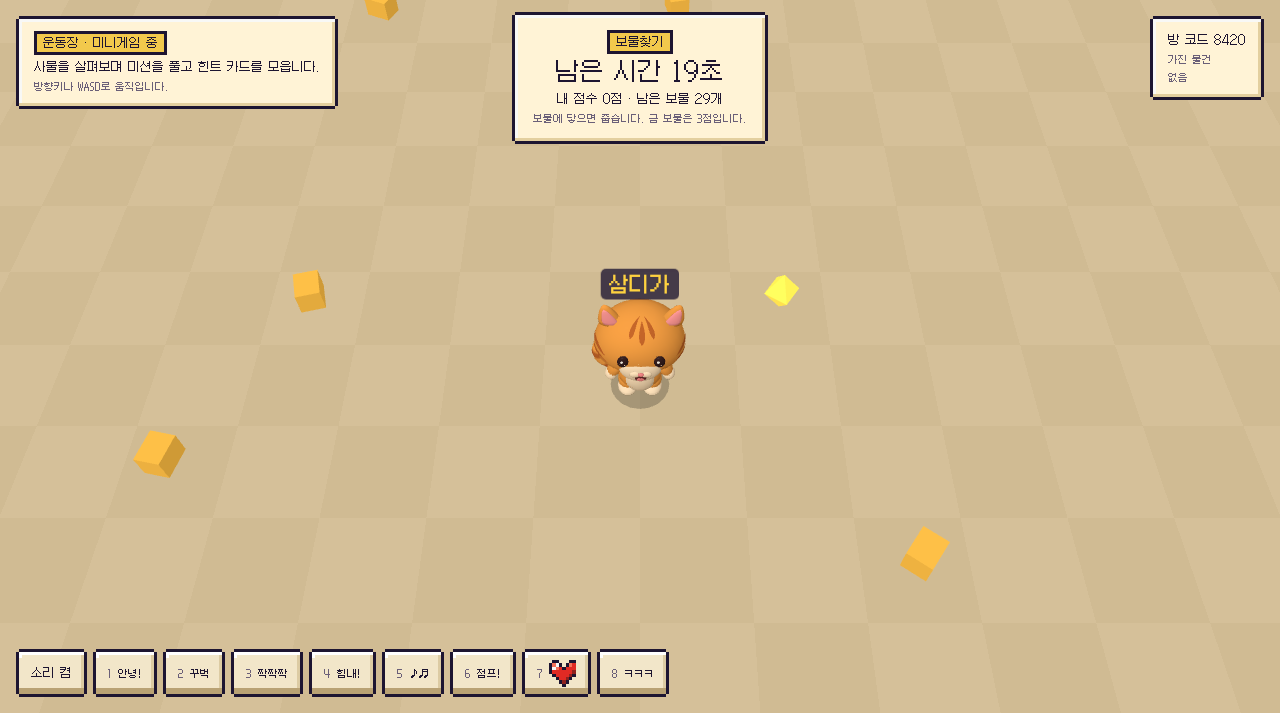 운동장 · 미니게임 중
사물을 살펴보며 미션을 풀고 힌트 카드를 모읍니다.
방향키나 WASD로 움직입니다.
보물찾기
남은 시간 19초
내 점수 0점 · 남은 보물 29개
보물에 닿으면 줍습니다. 금 보물은 3점입니다.
방 코드 8420
가진 물건
없음
삼디가
소리 켬
1 안녕!
2 꾸벅
3 짝짝짝
4 힘내!
5 ♪♬
6 점프!
7
8 ㅋㅋㅋ